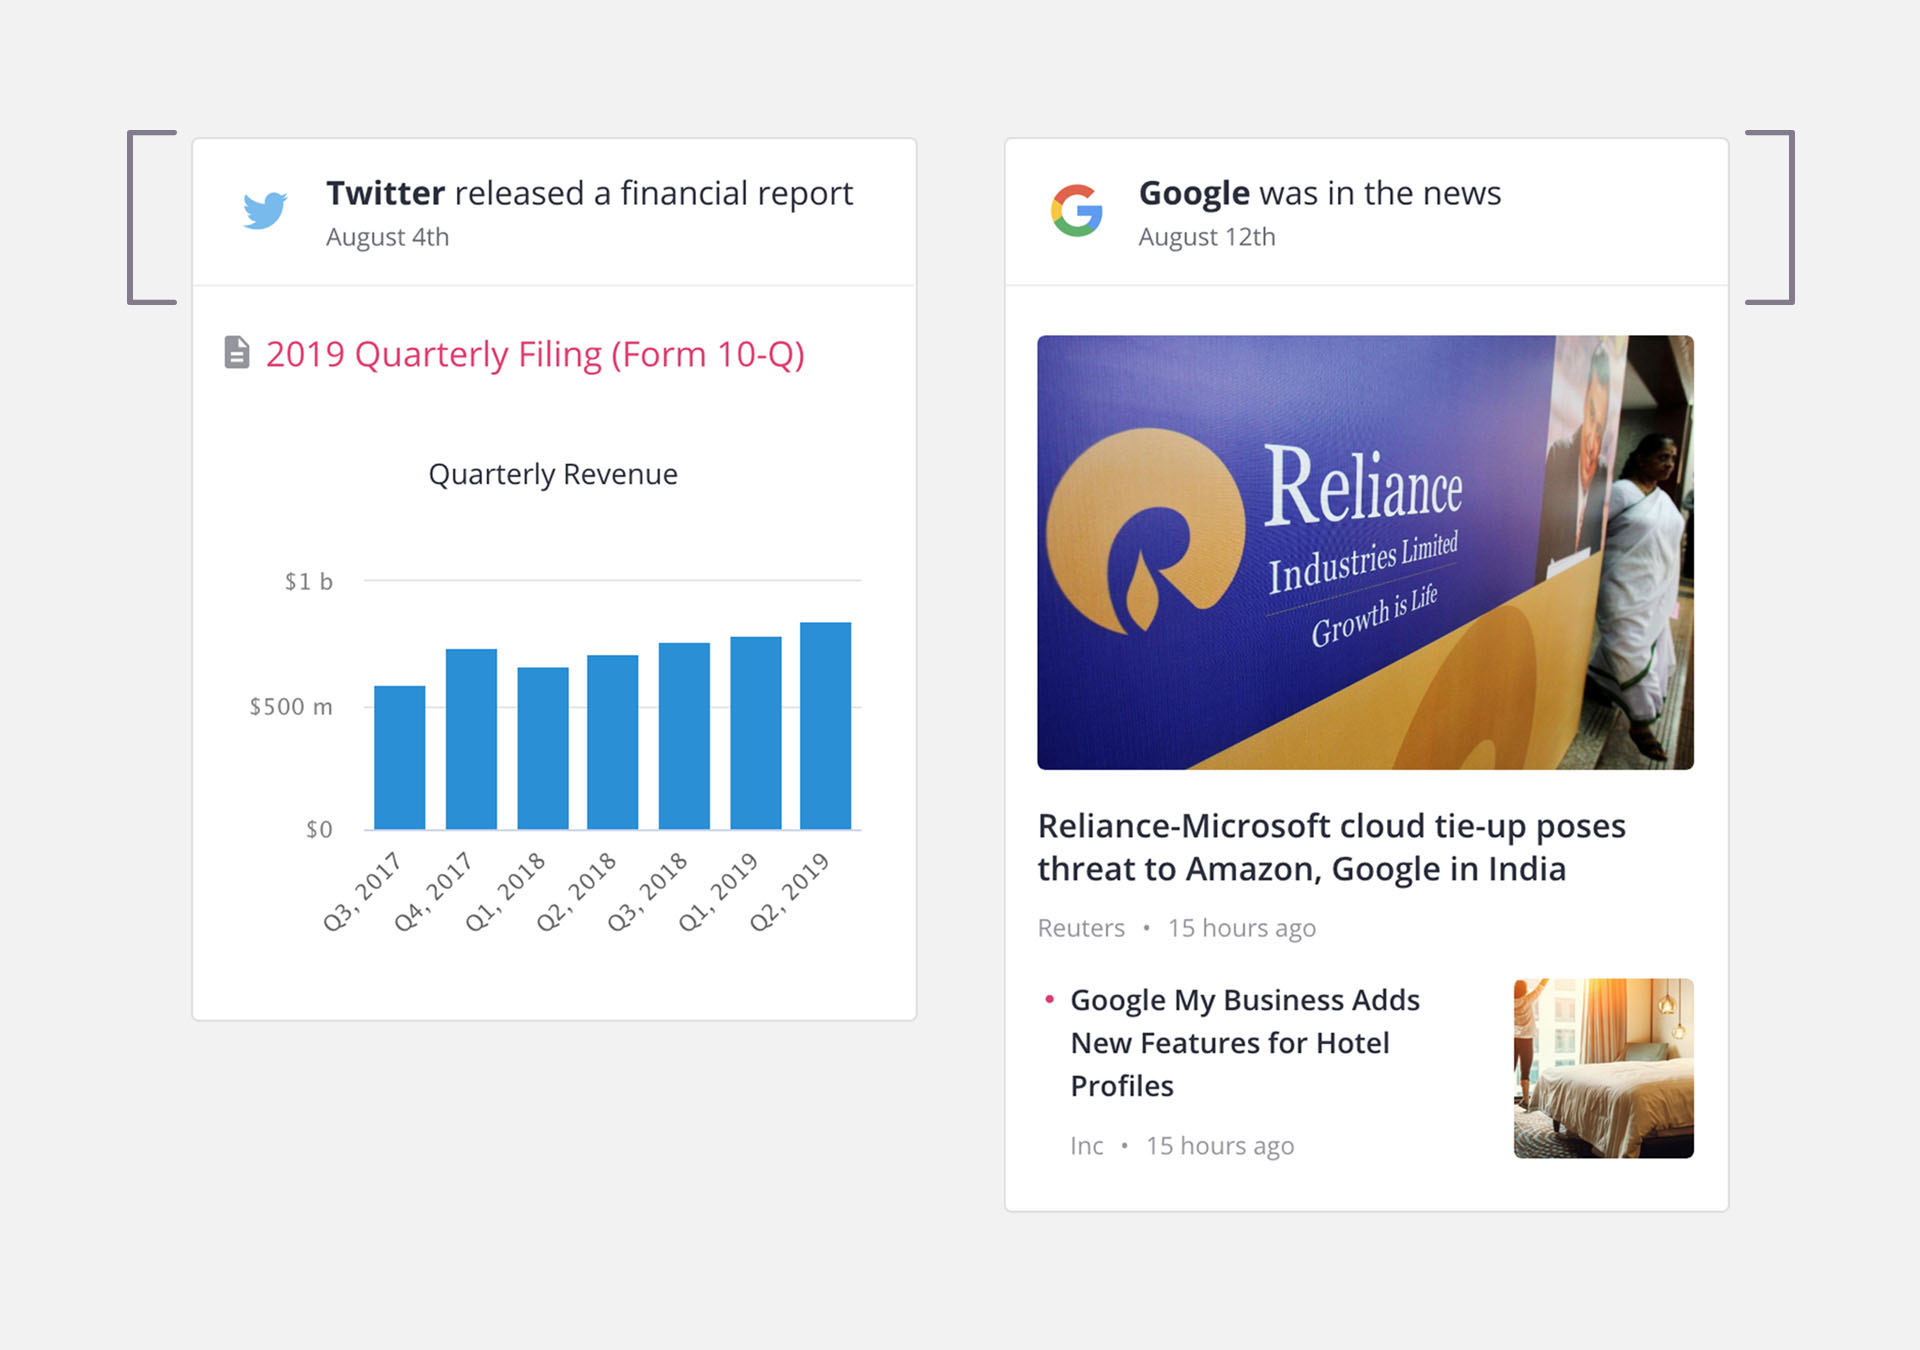 Twitter released a financial report
August 4th
2019 Quarterly Filing (Form 10-Q)
Quarterly Revenue
$1 b
$500 m
$0
Q3, 2017
Q4, 2017
Q1, 2018
Q2, 2018
Q3, 2018
Q1, 2019
Q2, 2019
Google was in the news
August 12th
Reliance
Industries Limited
Growth is Life
Reliance-Microsoft cloud tie-up poses
threat to Amazon, Google in India
Reuters • 15 hours ago
• Google My Business Adds
New Features for Hotel
Profiles
Inc • 15 hours ago